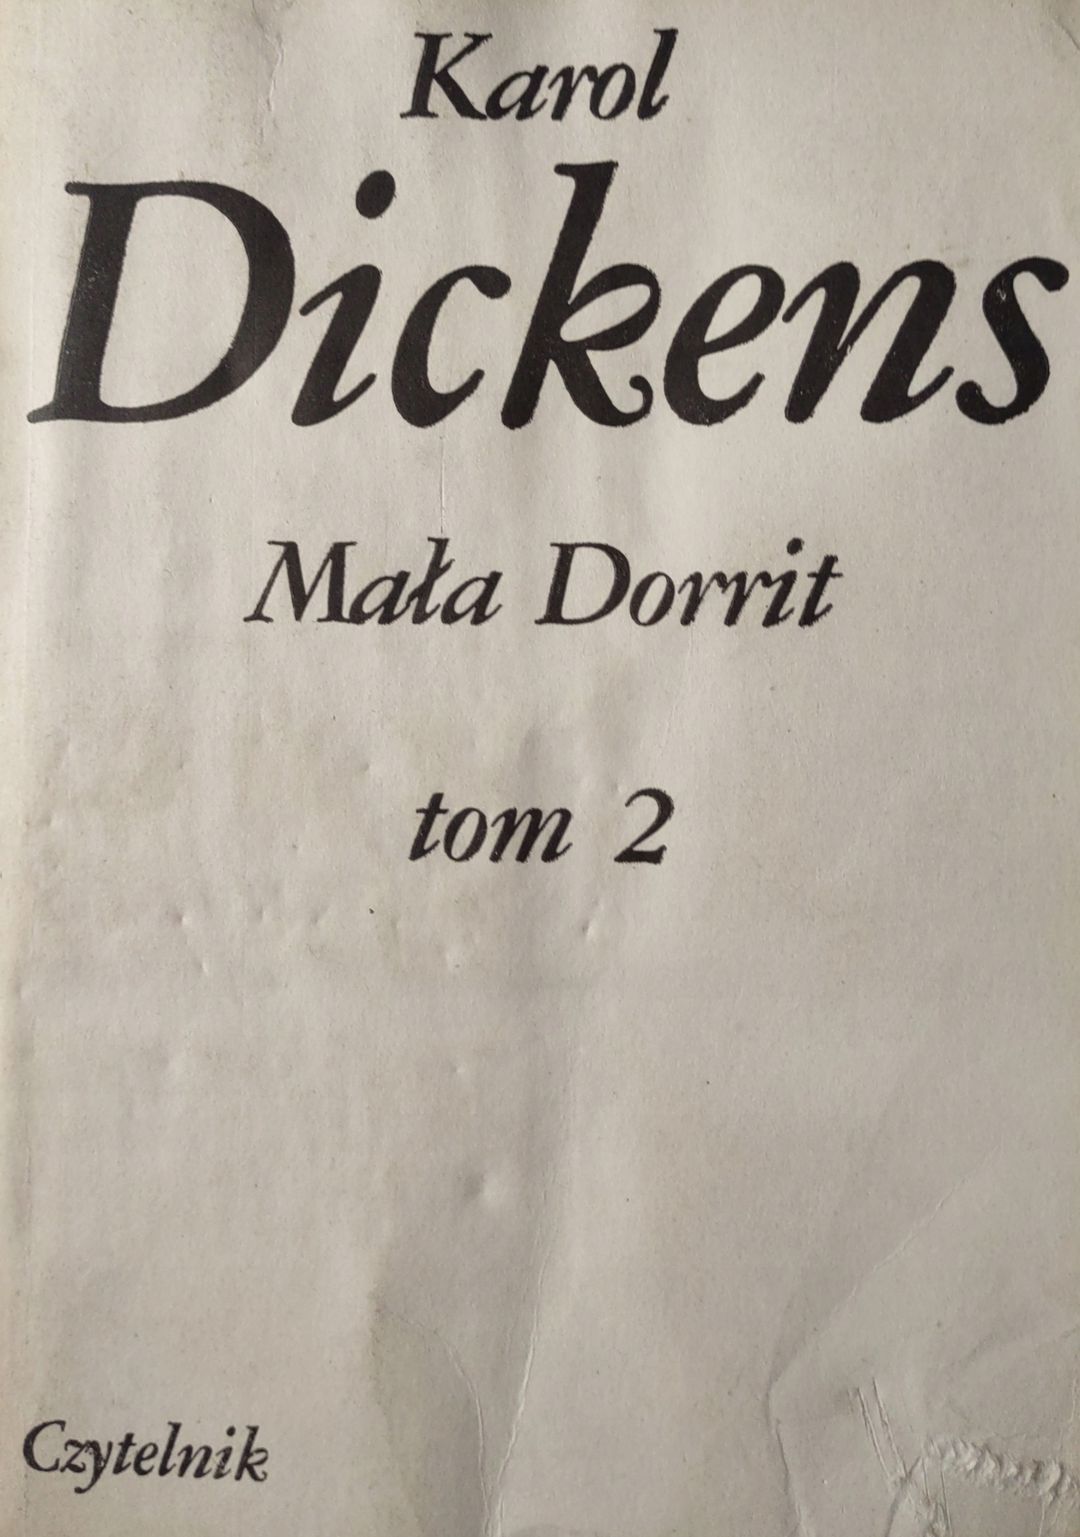 Karol
Dickens
Mała Dorrit
tom 2
Czytelnik